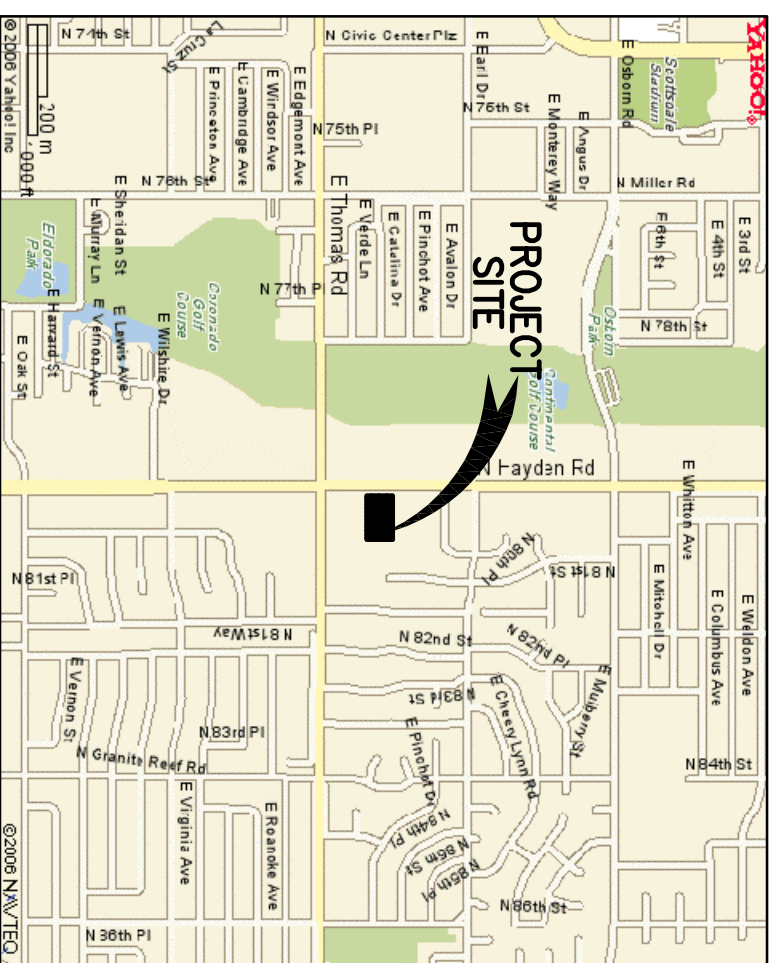 YAHOO!®
N 74th St
La Cruz St
N Civic Center Plz
E Earl Dr
E Osborn Rd
Scottsdale
Stadium
© 2006 Yahoo! Inc
200 m
E Princeton Ave
E Cambridge Ave
E Windsor Ave
E Edgemont Ave
N 75th Pl
N 76th St
E Monterey Way
E Angus Dr
N 76th St
N Miller Rd
E Sheridan St
E Murray Ln
E Thomas Rd
E Verde Ln
E Catalina Dr
E Pinchot Ave
E Avalon Dr
E 6th St
E 4th St
E 3rd St
PROJECT
SITE
Eldorado
Park
Coronado
Golf
Course
N 77th Pl
Osborn
Park
N 78th St
E Harvard St
E Vernon Ave
E Lewis Ave
E Wilshire Dr
E Oak St
Continental
Golf Course
N Hayden Rd
E Whitton Ave
N 81st Pl
N 80th Pl
N 81st St
E Mitchell Dr
E Columbus Ave
E Weldon Ave
N 81st Way
N 82nd St
N 82nd Pl
E Mulberry St
E Vernon St
N 83rd Pl
N 83rd St
E Cheery Lynn Rd
N Granite Reef Rd
E Pinchot Dr
N 84th St
E Virginia Ave
E Roanoke Ave
N 84th Pl
N 85th St
N 85th Pl
N 86th St
N 86th Pl
©2006 NAVTEQ